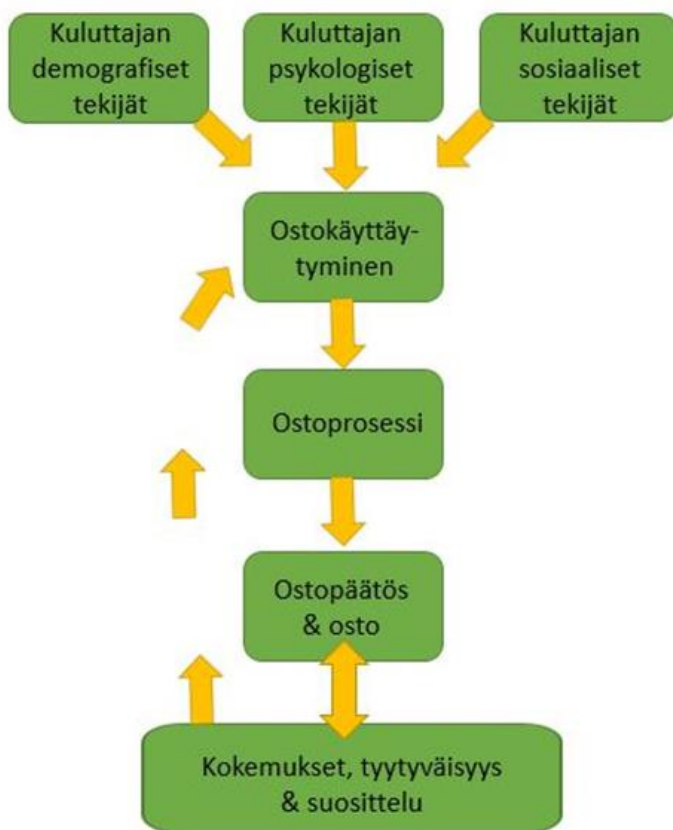 Kuluttajan
demografiset
tekijät
Kuluttajan
psykologiset
tekijät
Kuluttajan
sosiaaliset
tekijät
Ostokäyttäy-
tyminen
Ostoprosessi
Ostopäätös
& osto
Kokemukset, tyytyväisyys
& suosittelu